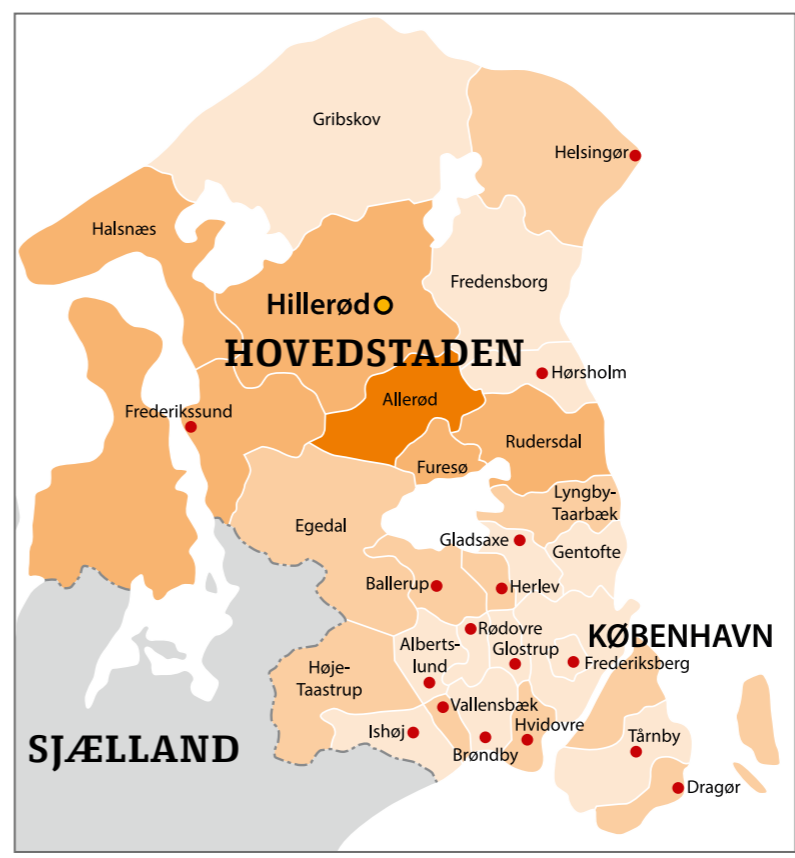 Gribskov
Helsingør
Halsnæs
Fredensborg
Hillerød
HOVEDSTADEN
Hørsholm
Allerød
Frederikssund
Rudersdal
Furesø
Lyngby-
Taarbæk
Egedal
Gladsaxe
Gentofte
Ballerup
Herlev
Rødovre
KØBENHAVN
Alberts-
lund
Glostrup
Frederiksberg
Høje-
Taastrup
Vallensbæk
Ishøj
Hvidovre
Brøndby
Tårnby
SJÆLLAND
Dragør